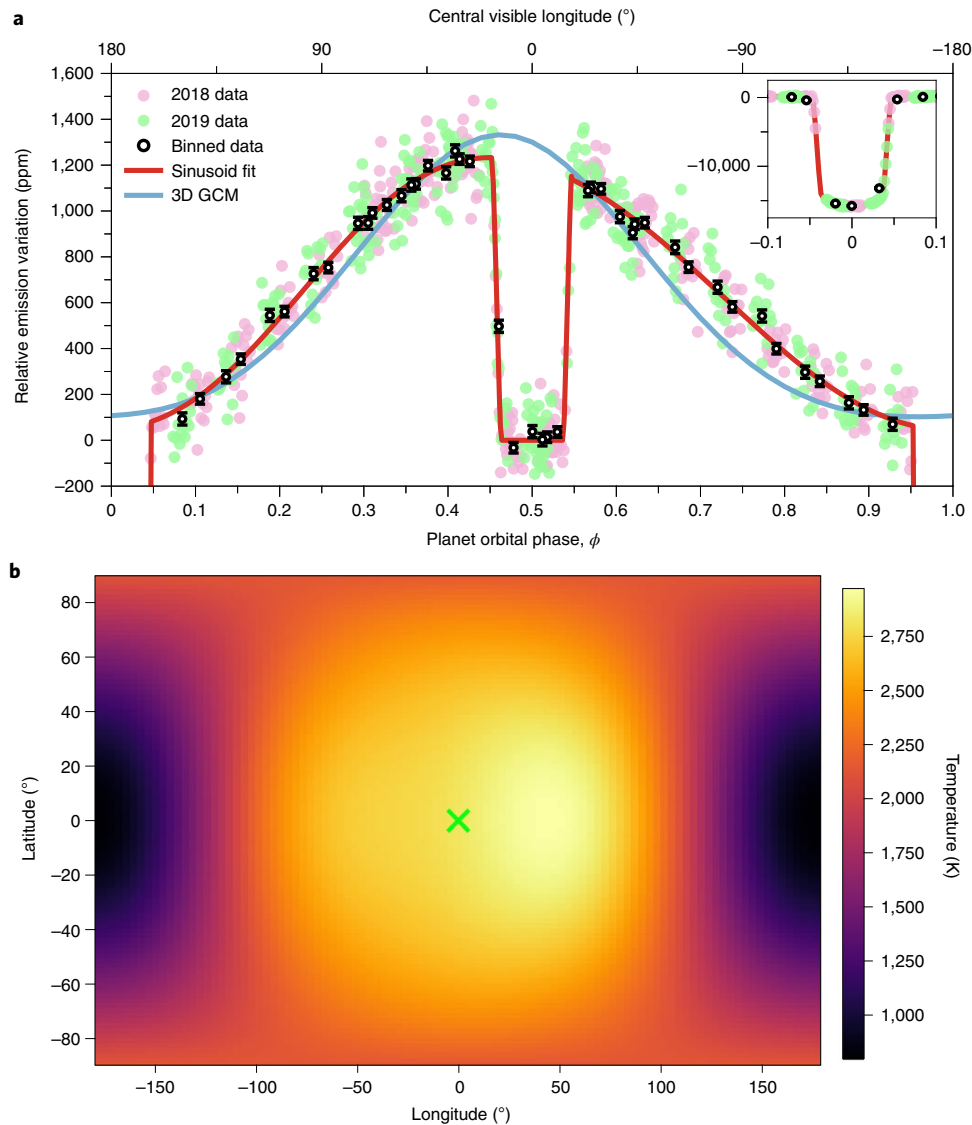 a
Central visible longitude (°)
180 90 0 –90 –180
1,600
1,400
1,200
1,000
800
600
400
200
0
–200
Relative emission variation (ppm)
2018 data
2019 data
Binned data
Sinusoid fit
3D GCM
0
–10,000
–0.1 0 0.1
0 0.1 0.2 0.3 0.4 0.5 0.6 0.7 0.8 0.9 1.0
Planet orbital phase, ϕ
b
80
60
40
20
0
–20
–40
–60
–80
Latitude (°)
–150 –100 –50 0 50 100 150
Longitude (°)
2,750
2,500
2,250
2,000
1,750
1,500
1,250
1,000
Temperature (K)